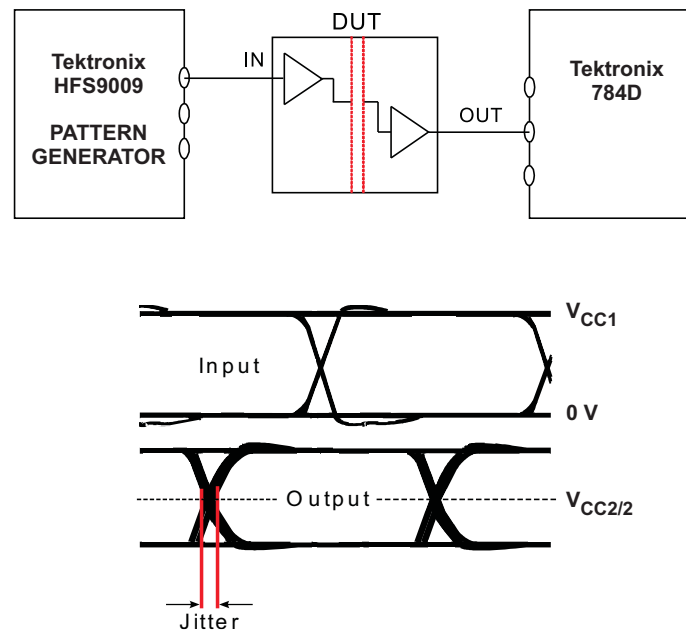 DUT
Tektronix
HFS9009
PATTERN
GENERATOR
IN
OUT
Tektronix
784D
VCC1
Input
0 V
Output
VCC2/2
Jitter